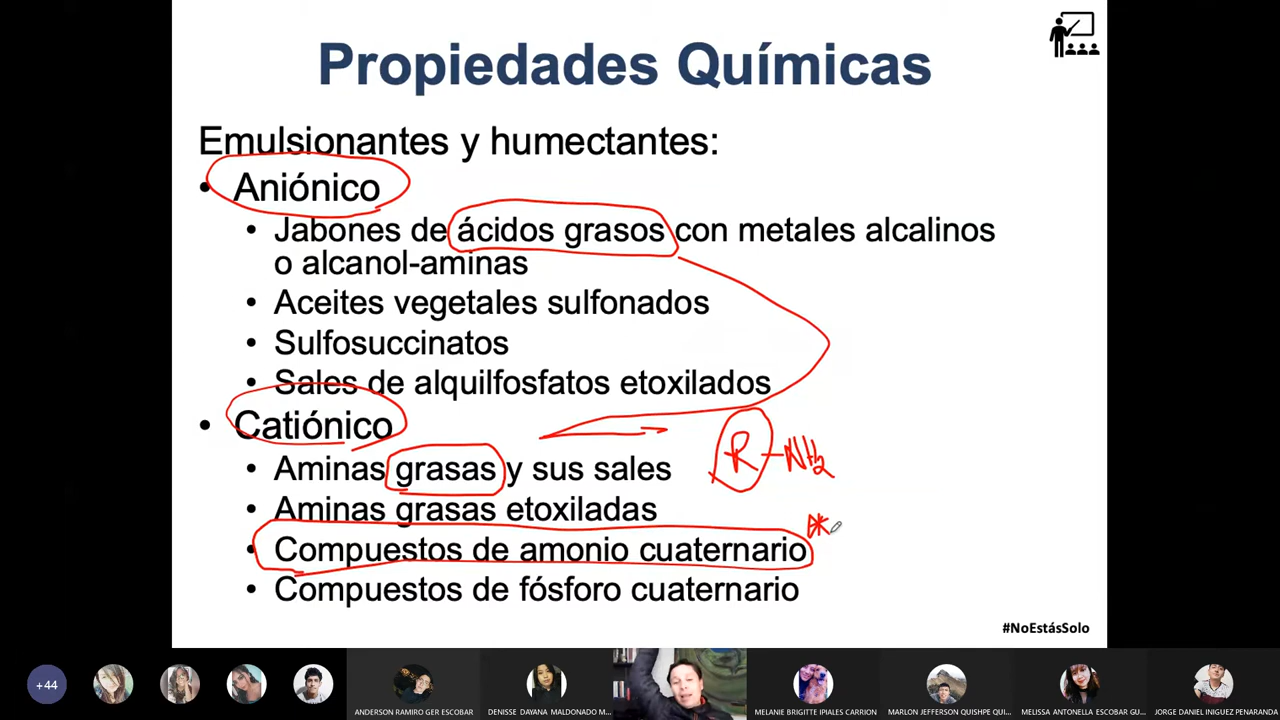 Propiedades Químicas
Emulsionantes y humectantes:
• Aniónico
• Jabones de ácidos grasos con metales alcalinos
o alcanol-aminas
• Aceites vegetales sulfonados
• Sulfosuccinatos
• Sales de alquilfosfatos etoxilados
• Catiónico
R-NH2
• Aminas grasas y sus sales
• Aminas grasas etoxiladas
• Compuestos de amonio cuaternario
• Compuestos de fósforo cuaternario
#NoEstásSolo
+44
ANDERSON RAMIRO GER ESCOBAR
DENISSE DAYANA MALDONADO M...
MELANIE BRIGITTE IPIALES CARRION
MARLON JEFFERSON QUISHPE QUI...
MELISSA ANTONELLA ESCOBAR GU...
JORGE DANIEL INIGUEZ PENARANDA